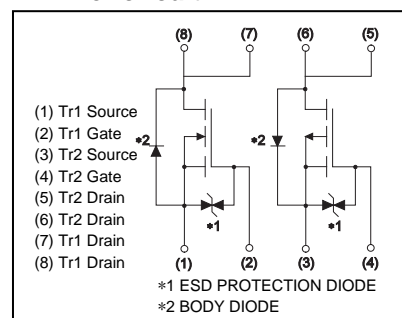 (8) (7) (6) (5)
(1) Tr1 Source
(2) Tr1 Gate
(3) Tr2 Source
(4) Tr2 Gate
(5) Tr2 Drain
(6) Tr2 Drain
(7) Tr1 Drain
(8) Tr1 Drain
*2 *2
*1 *1
(1) (2) (3) (4)
*1 ESD PROTECTION DIODE
*2 BODY DIODE